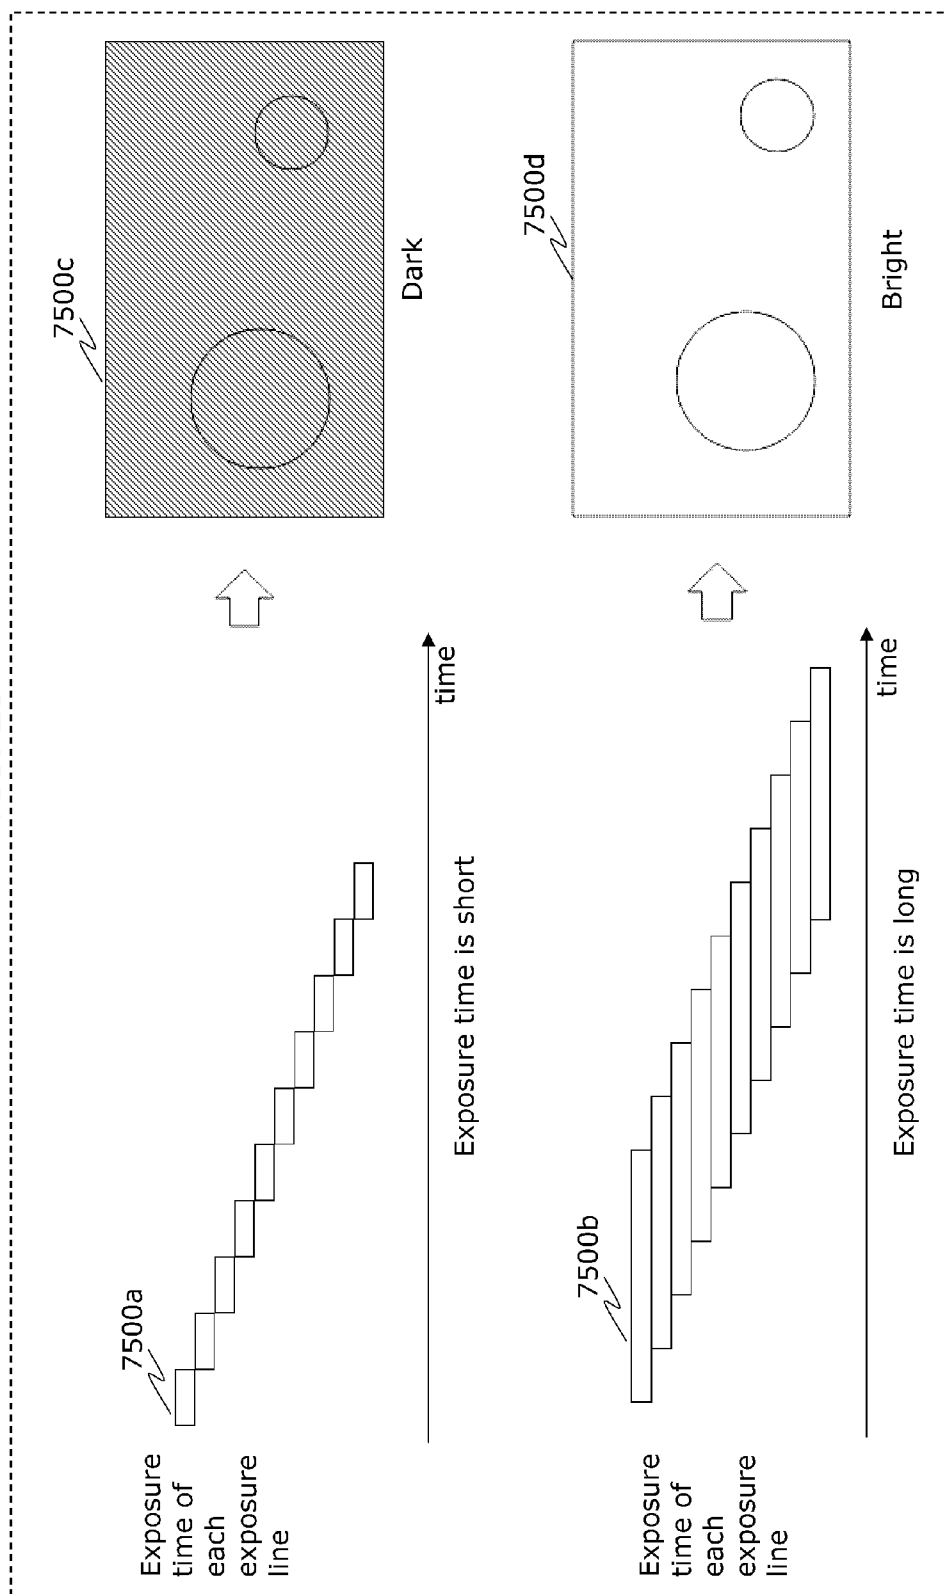 7500c
7500a
Exposure
time of
each
exposure
line
time
Exposure time is short
Dark
7500d
7500b
Exposure
time of
each
exposure
line
time
Exposure time is long
Bright